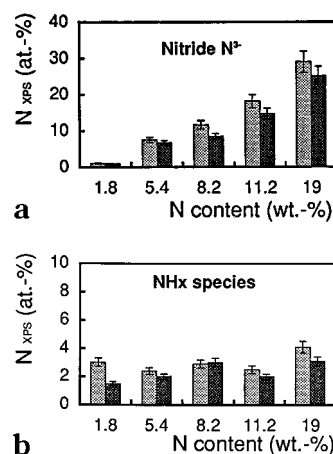 40
30
20
10
0
N XPS (at.-%)
Nitride N³⁻
1.8 5.4 8.2 11.2 19
a
N content (wt.-%)
10
8
6
4
2
0
N XPS (at.-%)
NHx species
1.8 5.4 8.2 11.2 19
b
N content (wt.-%)